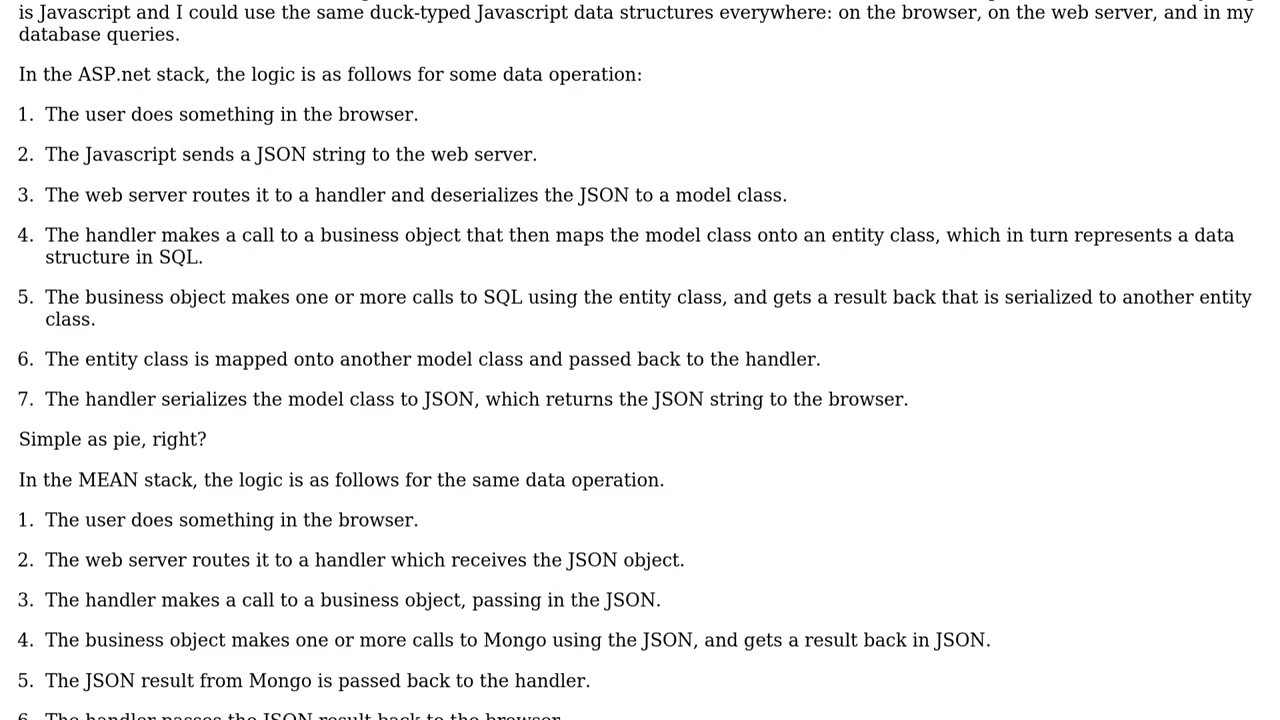 is Javascript and I could use the same duck-typed Javascript data structures everywhere: on the browser, on the web server, and in my
database queries.
In the ASP.net stack, the logic is as follows for some data operation:
1. The user does something in the browser.
2. The Javascript sends a JSON string to the web server.
3. The web server routes it to a handler and deserializes the JSON to a model class.
4. The handler makes a call to a business object that then maps the model class onto an entity class, which in turn represents a data
structure in SQL.
5. The business object makes one or more calls to SQL using the entity class, and gets a result back that is serialized to another entity
class.
6. The entity class is mapped onto another model class and passed back to the handler.
7. The handler serializes the model class to JSON, which returns the JSON string to the browser.
Simple as pie, right?
In the MEAN stack, the logic is as follows for the same data operation.
1. The user does something in the browser.
2. The web server routes it to a handler which receives the JSON object.
3. The handler makes a call to a business object, passing in the JSON.
4. The business object makes one or more calls to Mongo using the JSON, and gets a result back in JSON.
5. The JSON result from Mongo is passed back to the handler.
6. The handler passes the JSON result back to the browser.